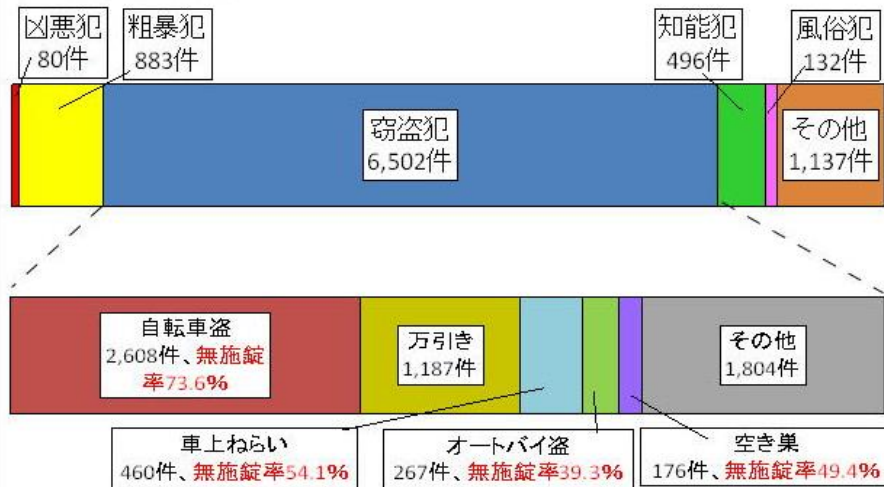 凶悪犯
80件
粗暴犯
883件
窃盗犯
6,502件
知能犯
496件
風俗犯
132件
その他
1,137件
自転車盗
2,608件、無施錠
率73.6%
万引き
1,187件
その他
1,804件
車上ねらい
460件、無施錠率54.1%
オートバイ盗
267件、無施錠率39.3%
空き巣
176件、無施錠率49.4%